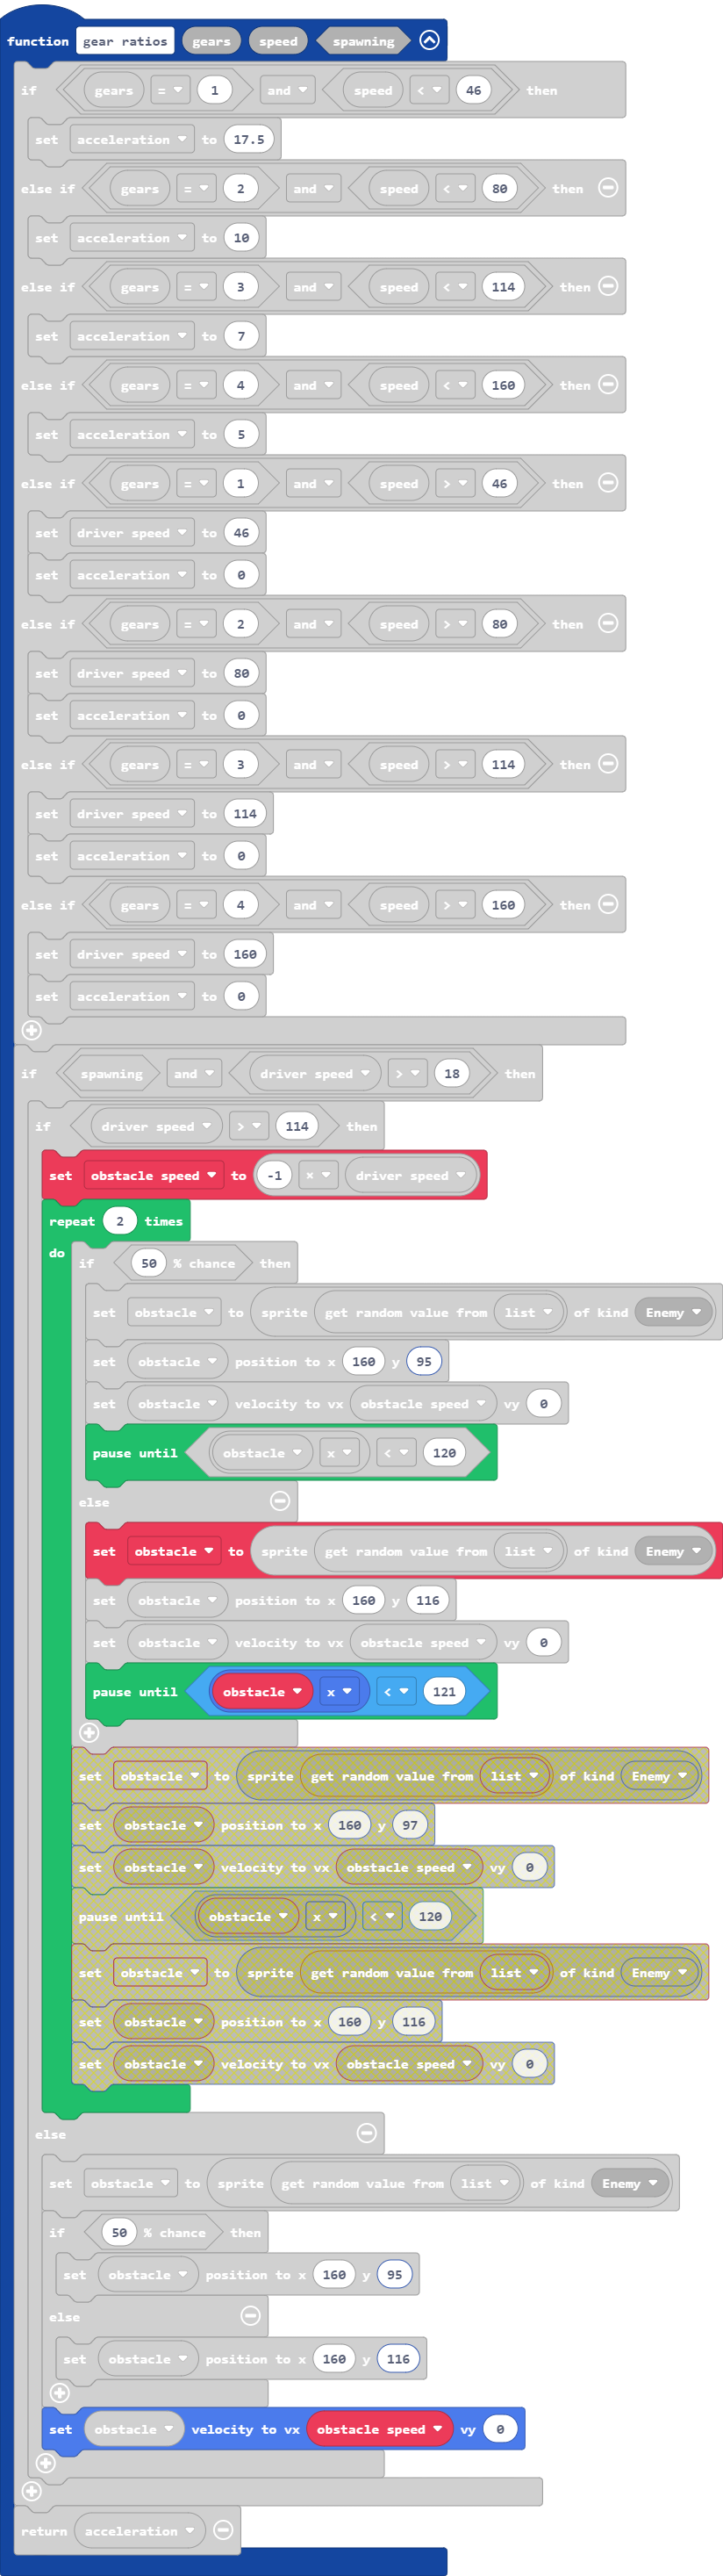 function gear ratios gears speed spawning
if gears = 1 and speed < 46 then
set acceleration to 17.5
else if gears = 2 and speed < 80 then
set acceleration to 10
else if gears = 3 and speed < 114 then
set acceleration to 7
else if gears = 4 and speed < 160 then
set acceleration to 5
else if gears = 1 and speed > 46 then
set driver speed to 46
set acceleration to 0
else if gears = 2 and speed > 80 then
set driver speed to 80
set acceleration to 0
else if gears = 3 and speed > 114 then
set driver speed to 114
set acceleration to 0
else if gears = 4 and speed > 160 then
set driver speed to 160
set acceleration to 0
if spawning and driver speed > 18 then
if driver speed > 114 then
set obstacle speed to -1 × driver speed
repeat 2 times
do if 50 % chance then
set obstacle to sprite get random value from list of kind Enemy
set obstacle position to x 160 y 95
set obstacle velocity to vx obstacle speed vy 0
pause until obstacle x < 120
else
set obstacle to sprite get random value from list of kind Enemy
set obstacle position to x 160 y 116
set obstacle velocity to vx obstacle speed vy 0
pause until obstacle x < 121
set obstacle to sprite get random value from list of kind Enemy
set obstacle position to x 160 y 97
set obstacle velocity to vx obstacle speed vy 0
pause until obstacle x < 120
set obstacle to sprite get random value from list of kind Enemy
set obstacle position to x 160 y 116
set obstacle velocity to vx obstacle speed vy 0
else
set obstacle to sprite get random value from list of kind Enemy
if 50 % chance then
set obstacle position to x 160 y 95
else
set obstacle position to x 160 y 116
set obstacle velocity to vx obstacle speed vy 0
return acceleration